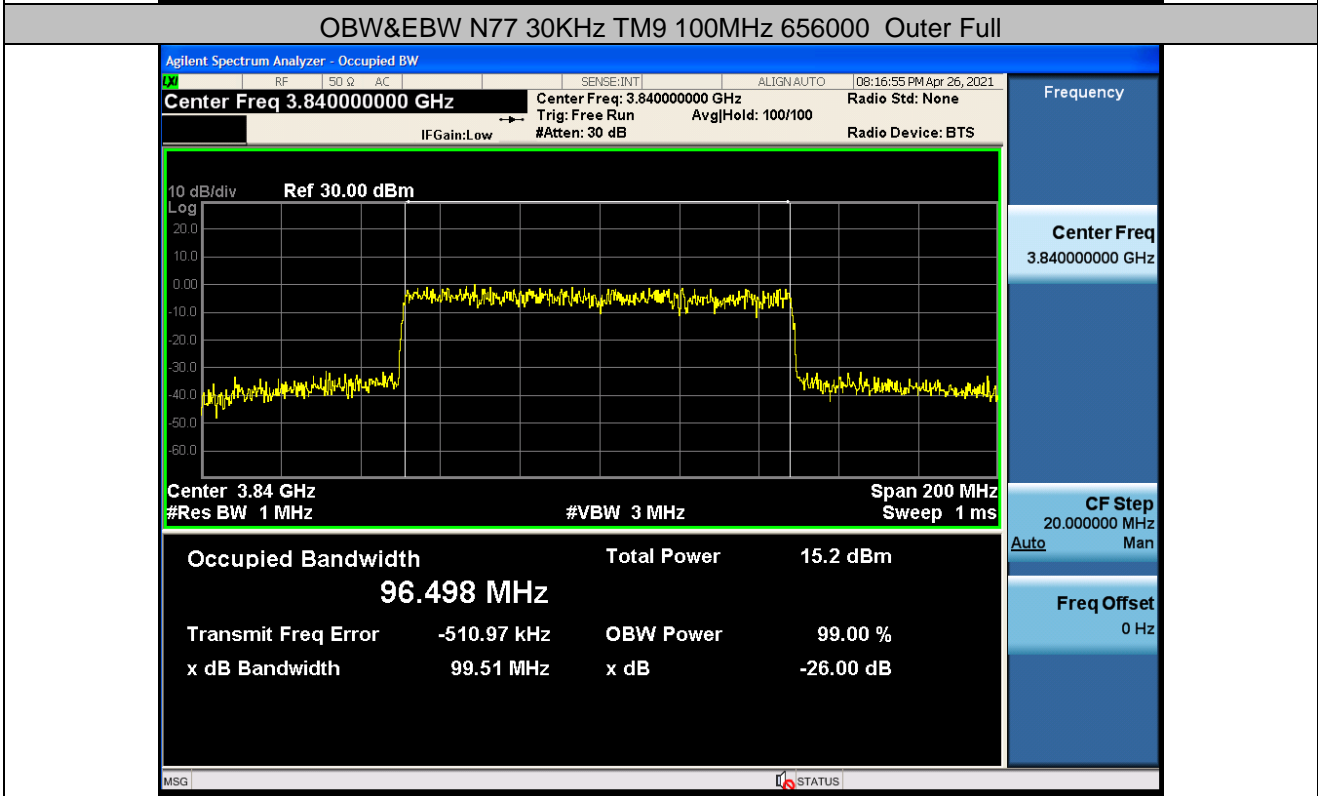 OBW&EBW N77 30KHz TM9 100MHz 656000 Outer Full
Agilent Spectrum Analyzer - Occupied BW
LXI RF 50 Ω AC SENSE:INT ALIGN AUTO 08:16:55 PM Apr 26, 2021
Center Freq 3.840000000 GHz Center Freq: 3.840000000 GHz Radio Std: None
Trig: Free Run Avg|Hold: 100/100
IFGain:Low #Atten: 30 dB Radio Device: BTS
Frequency
10 dB/div Ref 30.00 dBm
Log
20.0
10.0
0.00
-10.0
-20.0
-30.0
-40.0
-50.0
-60.0
Center 3.84 GHz Span 200 MHz
#Res BW 1 MHz #VBW 3 MHz Sweep 1 ms
Center Freq
3.840000000 GHz
CF Step
20.000000 MHz
Auto Man
Freq Offset
0 Hz
Occupied Bandwidth Total Power 15.2 dBm
96.498 MHz
Transmit Freq Error -510.97 kHz OBW Power 99.00 %
x dB Bandwidth 99.51 MHz x dB -26.00 dB
MSG STATUS